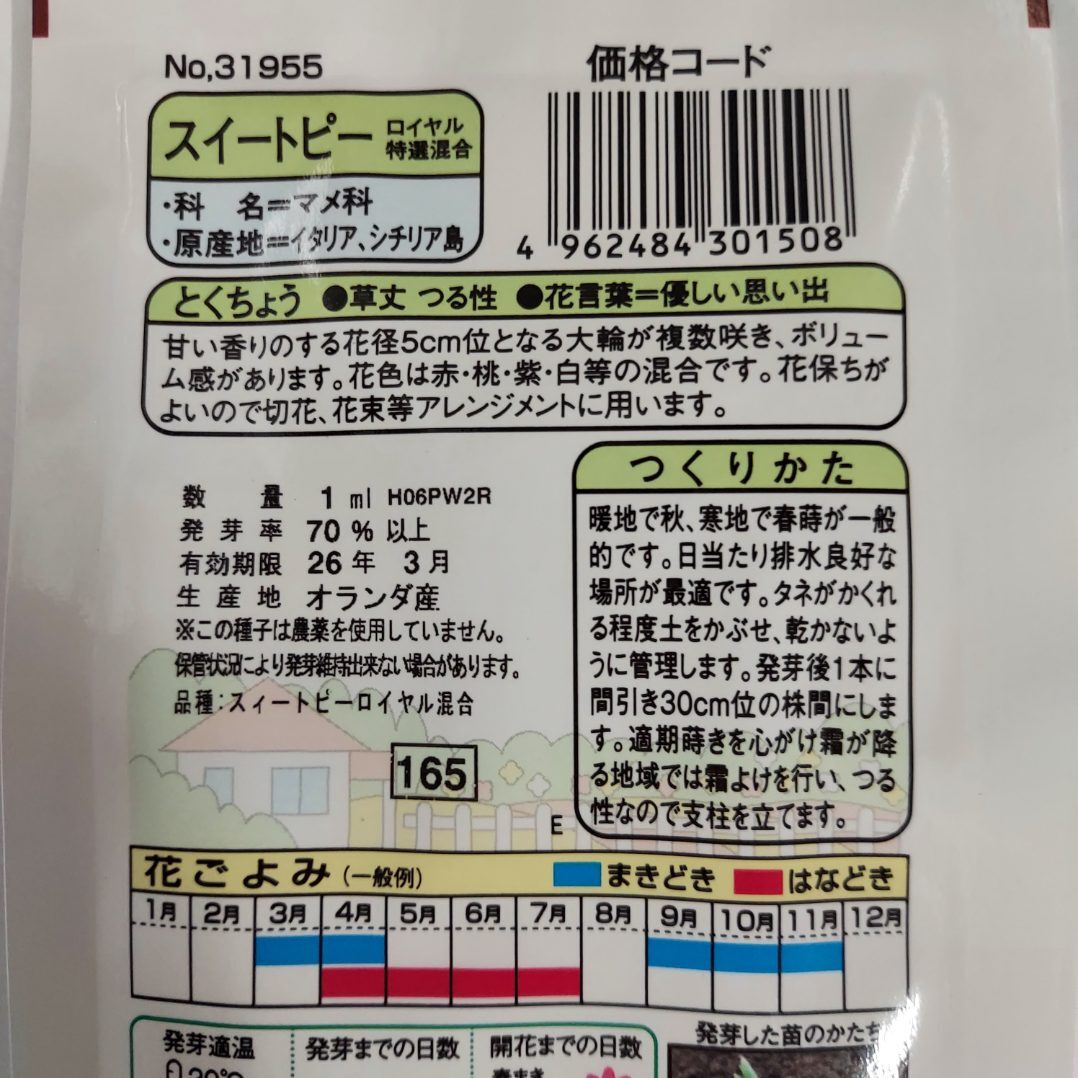 No,31955
価格コード
スイートピー ロイヤル
特選混合
・科 名＝マメ科
・原産地＝イタリア、シチリア島
4 962484 301508
とくちょう ●草丈 つる性 ●花言葉＝優しい思い出
甘い香りのする花径5cm位となる大輪が複数咲き、ボリュー
ム感があります。花色は赤・桃・紫・白等の混合です。花保ちが
よいので切花、花束等アレンジメントに用います。
数 量 1 ml H06PW2R
発芽率 70 % 以上
有効期限 26 年 3 月
生産地 オランダ産
※この種子は農薬を使用していません。
保管状況により発芽維持出来ない場合があります。
品種：スィートピーロイヤル混合
165
E
つくりかた
暖地で秋、寒地で春蒔が一般
的です。日当たり排水良好な
場所が最適です。タネがかくれ
る程度土をかぶせ、乾かないよ
うに管理します。発芽後1本に
間引き30cm位の株間にしま
す。適期蒔きを心がけ霜が降
る地域では霜よけを行い、つる
性なので支柱を立てます。
花ごよみ（一般例） まきどき はなどき
1月 2月 3月 4月 5月 6月 7月 8月 9月 10月 11月 12月
発芽適温
発芽までの日数
開花までの日数
春まき
発芽した苗のかたち